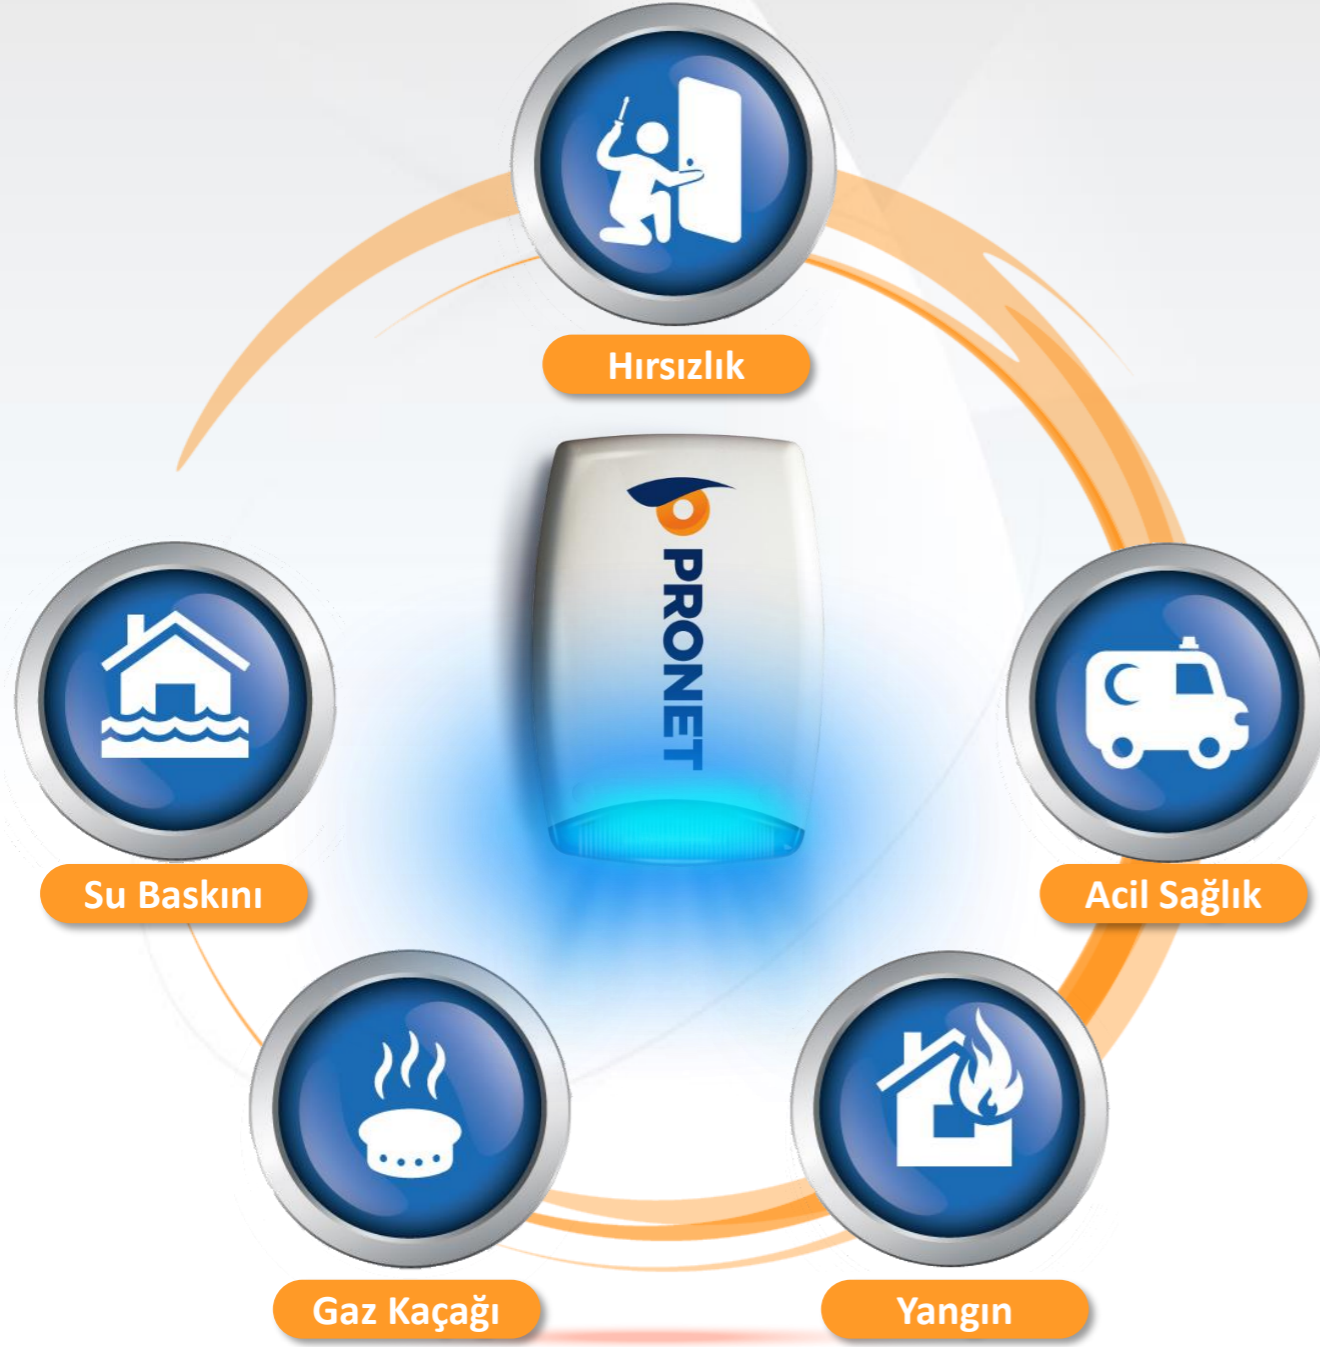 Hırsızlık
PRONET
Su Baskını
Acil Sağlık
Gaz Kaçağı
Yangın